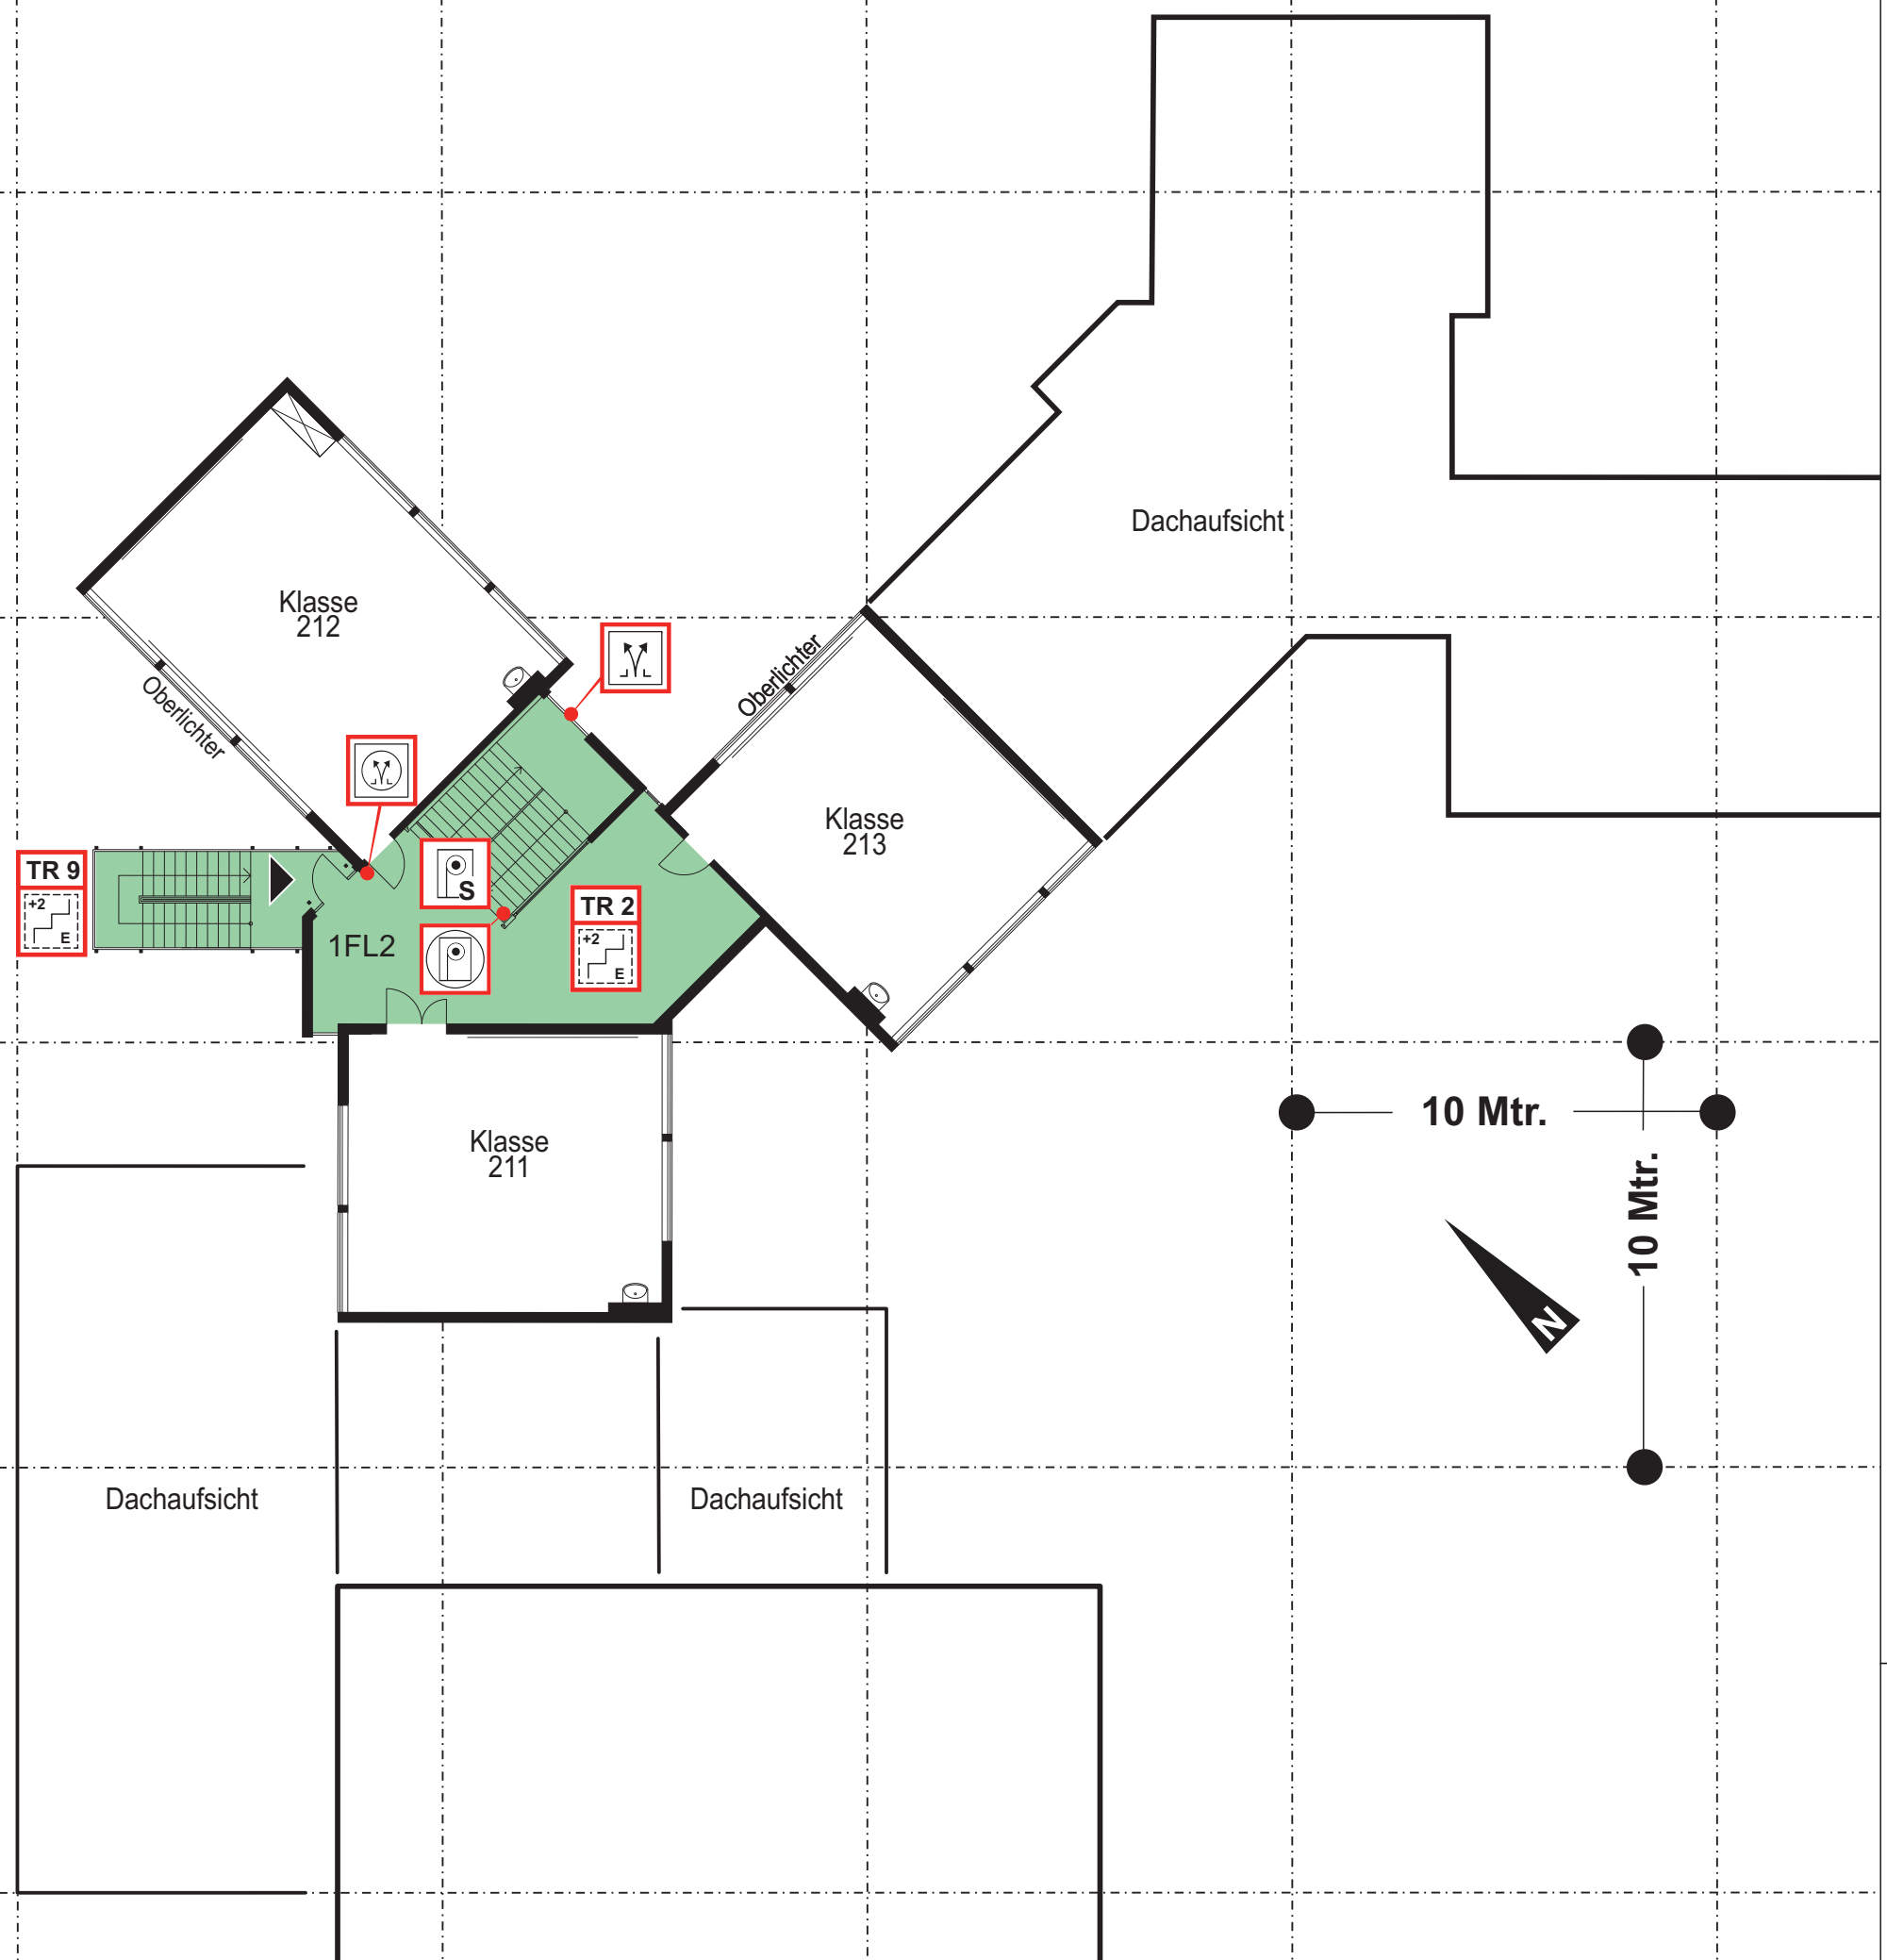 Dachaufsicht
Klasse
212
Oberlichter
Oberlichter
Klasse
213
TR 9
+2
E
S
TR 2
+2
E
1FL2
10 Mtr.
10 Mtr.
Klasse
211
N
Dachaufsicht
Dachaufsicht